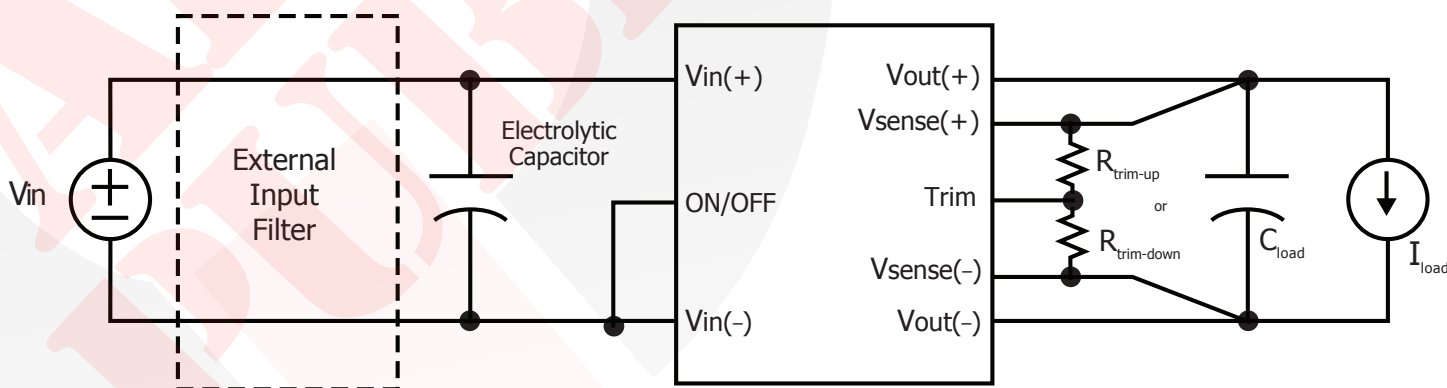 Vin
External
Input
Filter
Electrolytic
Capacitor
Vin(+)
ON/OFF
Vin(−)
Vout(+)
Vsense(+)
Trim
Vsense(−)
Vout(−)
Rtrim-up
or
Rtrim-down
Cload
Iload